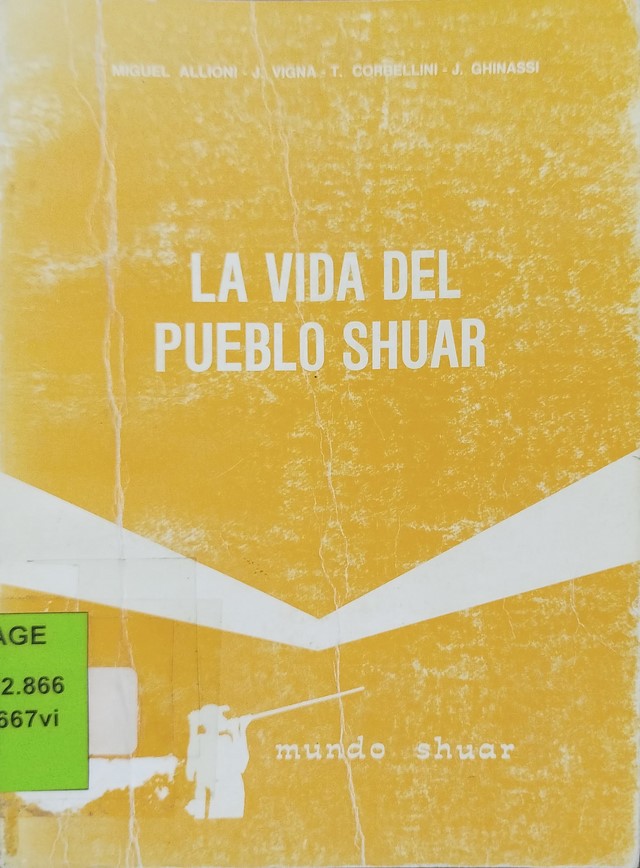 MIGUEL ALLIONI - J. VIGNA - T. CORBELLINI - J. GHINASSI
LA VIDA DEL
PUEBLO SHUAR
AGE
2.866
667vi
mundo shuar